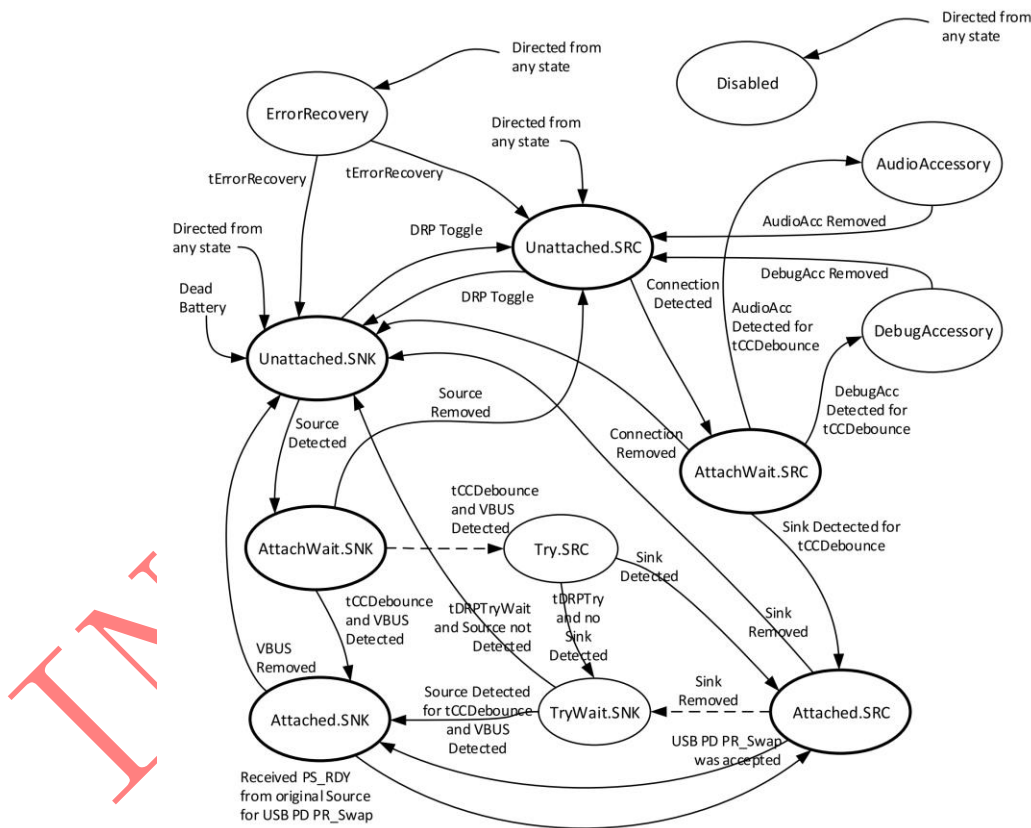 Directed from
any state
Directed from
any state
Disabled
ErrorRecovery
Directed from
any state
AudioAccessory
tErrorRecovery
tErrorRecovery
AudioAcc Removed
Directed from
any state
DRP Toggle
Unattached.SRC
DebugAcc Removed
Connection
Detected
DRP Toggle
Dead
Battery
AudioAcc
Detected for
tCCDebounce
DebugAccessory
Unattached.SNK
Source
Removed
DebugAcc
Detected for
tCCDebounce
Source
Detected
Connection
Removed
AttachWait.SRC
tCCDebounce
and VBUS
Detected
Sink Dectected for
tCCDebounce
AttachWait.SNK
Try.SRC
Sink
Detected
tCCDebounce
and VBUS
Detected
tDRPTryWait
and Source not
Detected
tDRPTry
and no
Sink
Detected
Sink
Removed
VBUS
Removed
Source Detected
for tCCDebounce
and VBUS
Detected
Sink
Removed
Attached.SNK
TryWait.SNK
Attached.SRC
USB PD PR_Swap
was accepted
Received PS_RDY
from original Source
for USB PD PR_Swap
IN